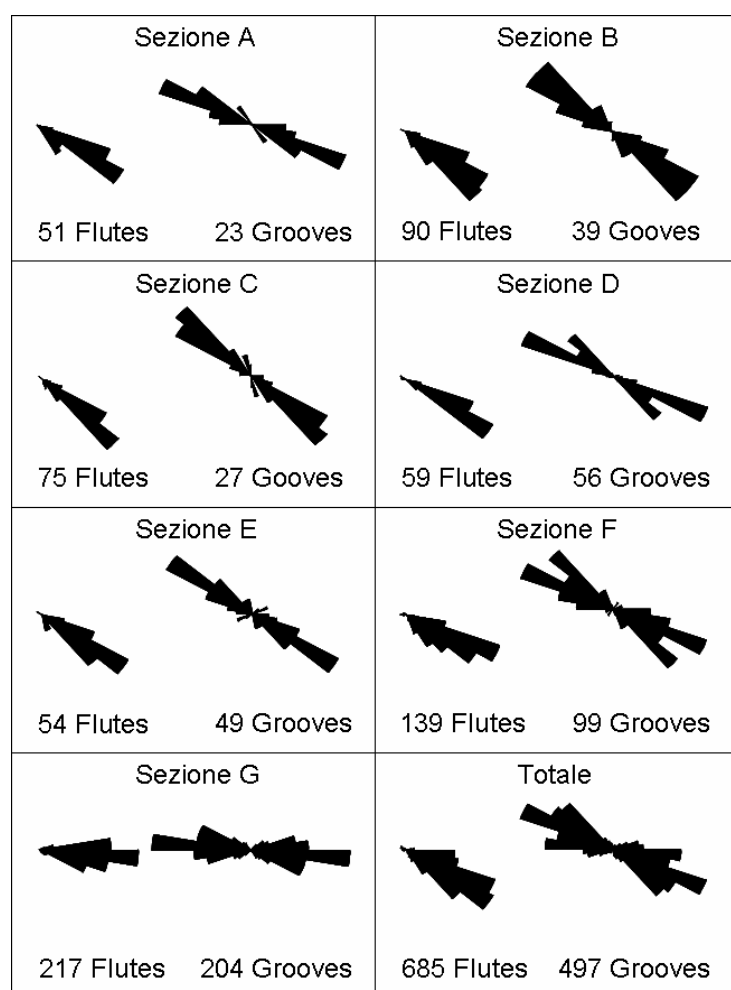 Sezione A
51 Flutes 23 Grooves
Sezione B
90 Flutes 39 Gooves
Sezione C
75 Flutes 27 Gooves
Sezione D
59 Flutes 56 Grooves
Sezione E
54 Flutes 49 Grooves
Sezione F
139 Flutes 99 Grooves
Sezione G
217 Flutes 204 Grooves
Totale
685 Flutes 497 Grooves